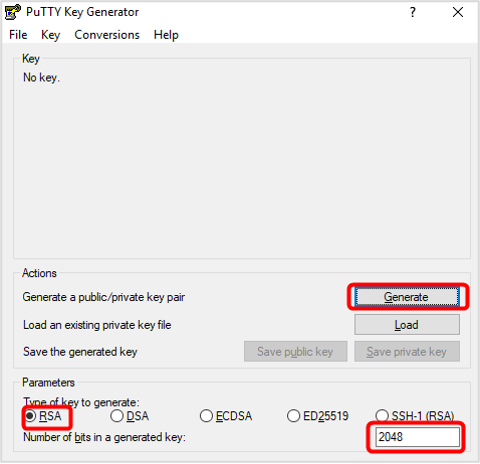 PuTTY Key Generator ?
File Key Conversions Help
Key
No key.
Actions
Generate a public/private key pair Generate
Load an existing private key file Load
Save the generated key Save public key Save private key
Parameters
Type of key to generate:
RSA DSA ECDSA ED25519 SSH-1 (RSA)
Number of bits in a generated key: 2048